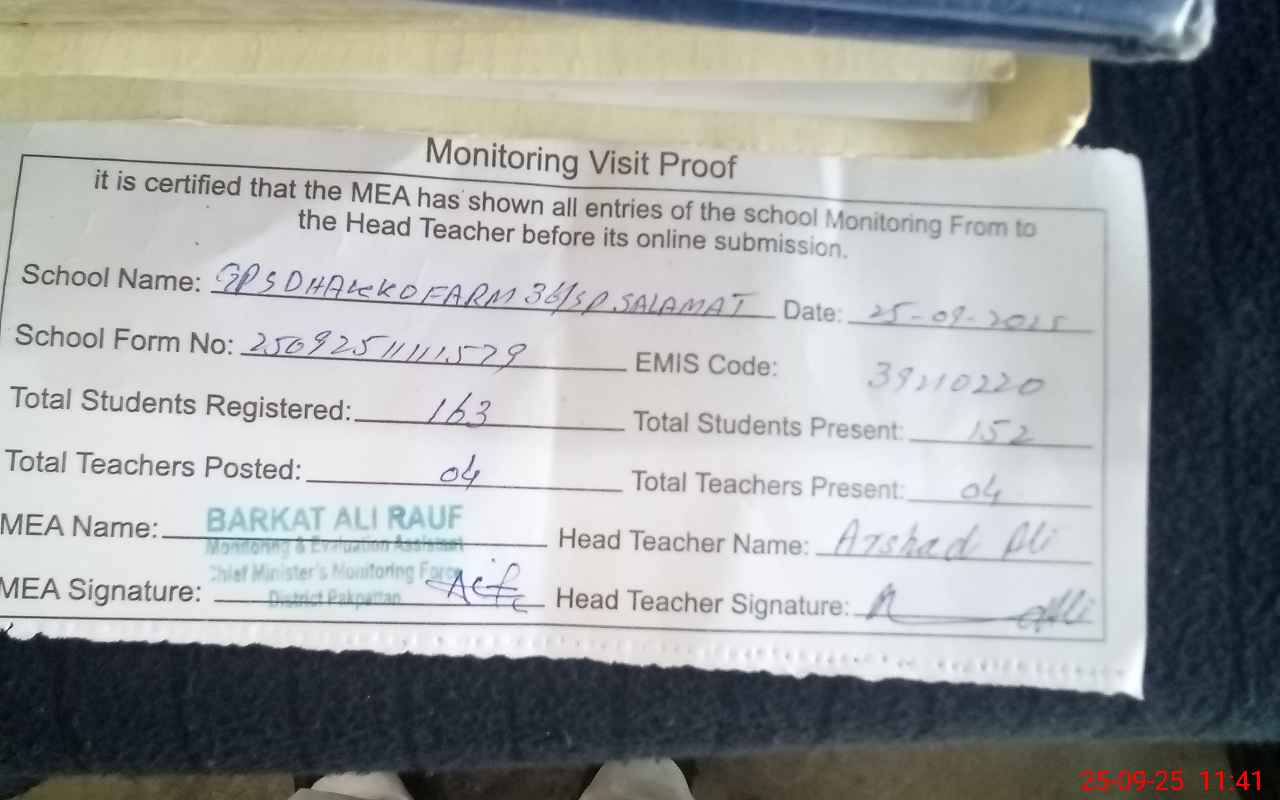 Monitoring Visit Proof
it is certified that the MEA has shown all entries of the school Monitoring From to
the Head Teacher before its online submission.
School Name: GPS DHAKKO FARM 36/SP SALAMAT Date: 25-09-2025
School Form No: 25092511111579 EMIS Code: 39210220
Total Students Registered: 163 Total Students Present: 152
Total Teachers Posted: 04 Total Teachers Present: 04
MEA Name: BARKAT ALI RAUF Head Teacher Name: Arshad Ali
Monitoring & Evaluation Assistant
Chief Minister's Monitoring Force
MEA Signature: District Pakpattan Head Teacher Signature:
25-09-25 11:41